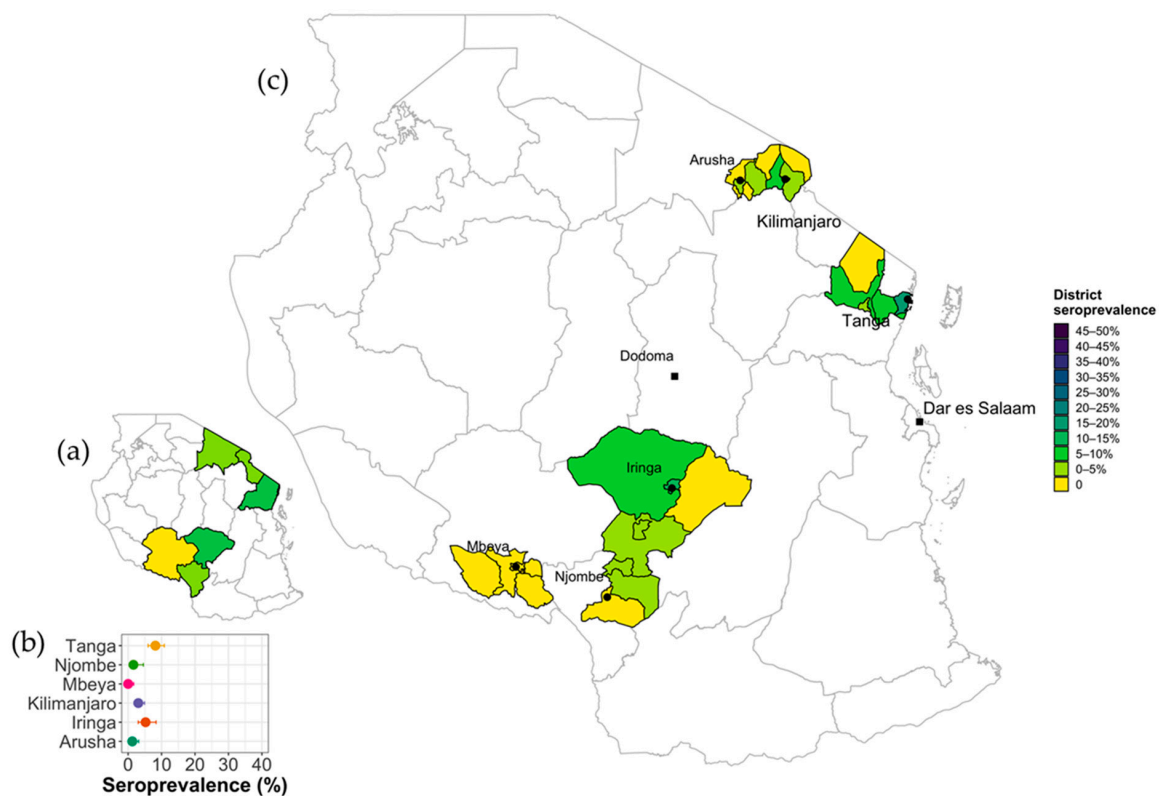 (c)
Arusha
Kilimanjaro
Tanga
Dodoma
Dar es Salaam
Iringa
Mbeya
Njombe
District
seroprevalence
45–50%
40–45%
35–40%
30–35%
25–30%
20–25%
15–20%
10–15%
5–10%
0–5%
0
(a)
(b)
Tanga
Njombe
Mbeya
Kilimanjaro
Iringa
Arusha
0 10 20 30 40
Seroprevalence (%)